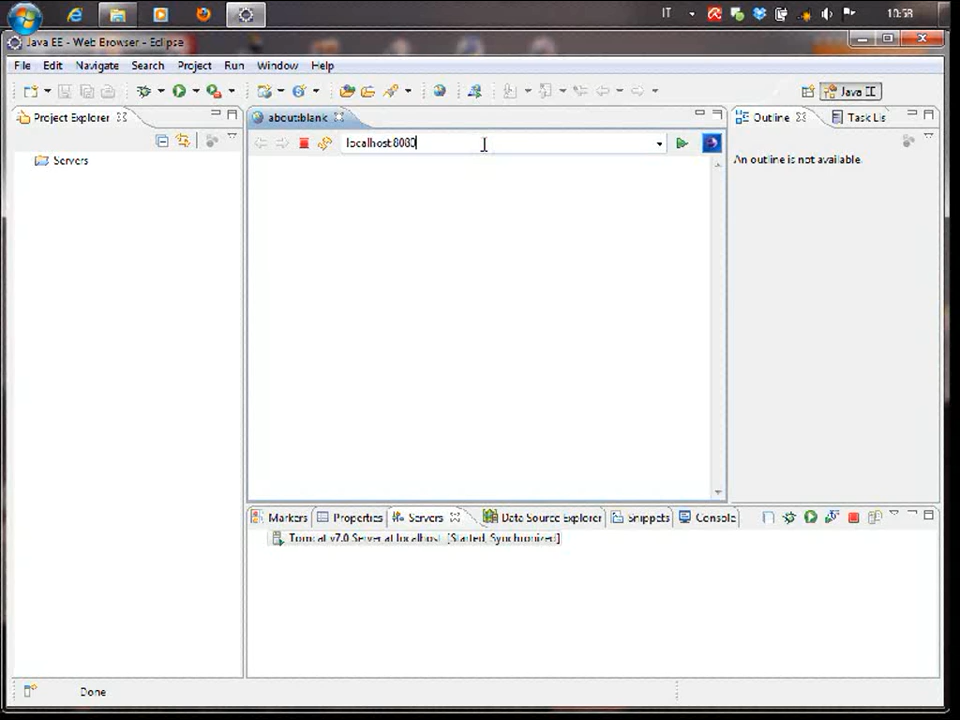 IT
10:58
Java EE - Web Browser - Eclipse
File Edit Navigate Search Project Run Window Help
Java
Project Explorer
about:blank
Outline
Task Lis
localhost:8080
Servers
An outline is not available.
Markers
Properties
Servers
Data Source Explorer
Snippets
Console
Tomcat v7.0 Server at localhost [Started, Synchronized]
Done